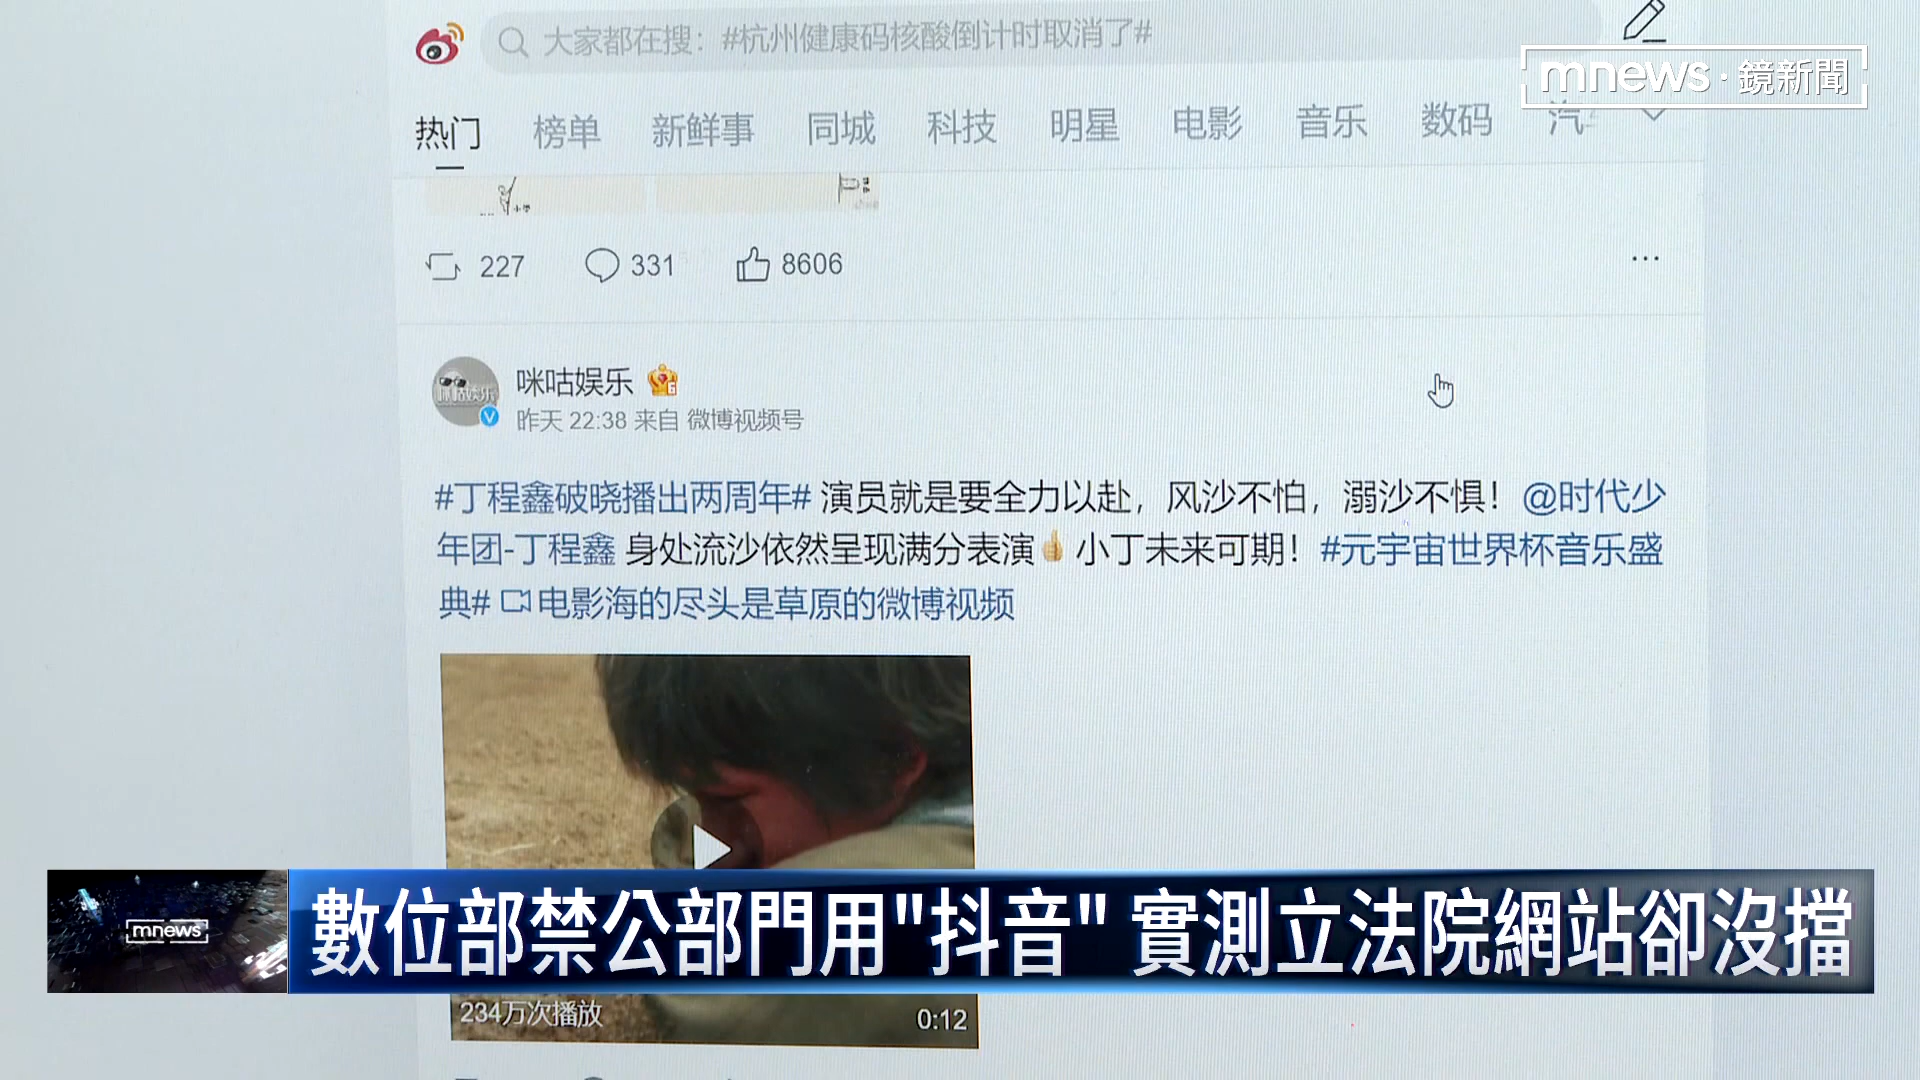 大家都在搜：#杭州健康码核酸倒计时取消了#
mnews·鏡新聞
热门 榜单 新鲜事 同城 科技 明星 电影 音乐 数码
227 331 8606
咪咕娱乐
昨天 22:38 来自 微博视频号
#丁程鑫破晓播出两周年# 演员就是要全力以赴，风沙不怕，溺沙不惧！@时代少
年团-丁程鑫 身处流沙依然呈现满分表演👍 小丁未来可期！#元宇宙世界杯音乐盛
典# 电影海的尽头是草原的微博视频
mnews
數位部禁公部門用"抖音" 實測立法院網站卻沒擋
234万次播放
0:12